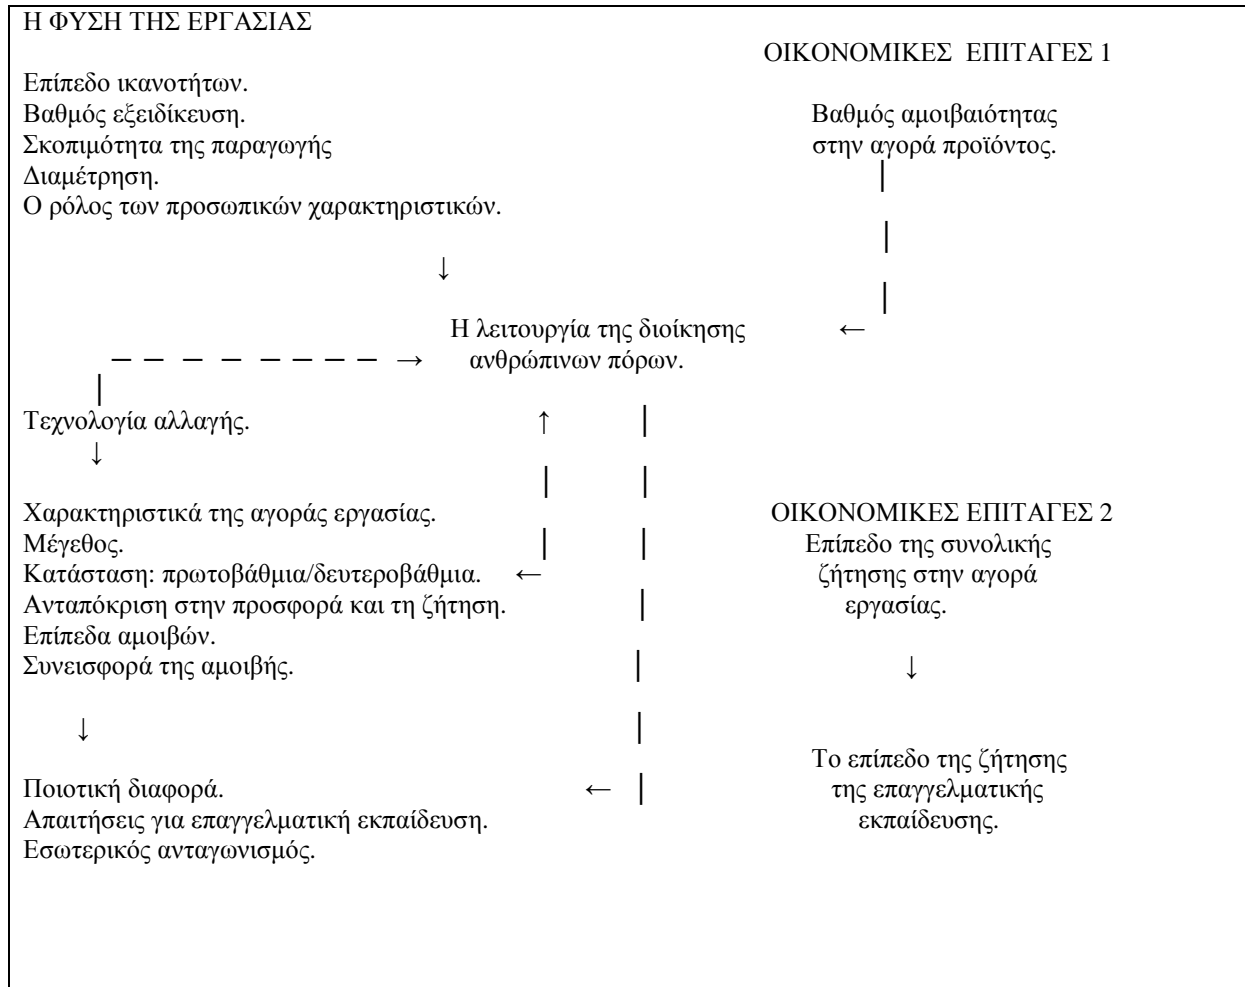 Η ΦΥΣΗ ΤΗΣ ΕΡΓΑΣΙΑΣ
ΟΙΚΟΝΟΜΙΚΕΣ ΕΠΙΤΑΓΕΣ 1
Επίπεδο ικανοτήτων.
Βαθμός εξειδίκευση.
Σκοπιμότητα της παραγωγής
Διαμέτρηση.
Ο ρόλος των προσωπικών χαρακτηριστικών.
Βαθμός αμοιβαιότητας
στην αγορά προϊόντος.
Η λειτουργία της διοίκησης
ανθρώπινων πόρων.
Τεχνολογία αλλαγής.
Χαρακτηριστικά της αγοράς εργασίας.
Μέγεθος.
Κατάσταση: πρωτοβάθμια/δευτεροβάθμια.
Ανταπόκριση στην προσφορά και τη ζήτηση.
Επίπεδα αμοιβών.
Συνεισφορά της αμοιβής.
ΟΙΚΟΝΟΜΙΚΕΣ ΕΠΙΤΑΓΕΣ 2
Επίπεδο της συνολικής
ζήτησης στην αγορά
εργασίας.
Ποιοτική διαφορά.
Απαιτήσεις για επαγγελματική εκπαίδευση.
Εσωτερικός ανταγωνισμός.
Το επίπεδο της ζήτησης
της επαγγελματικής
εκπαίδευσης.